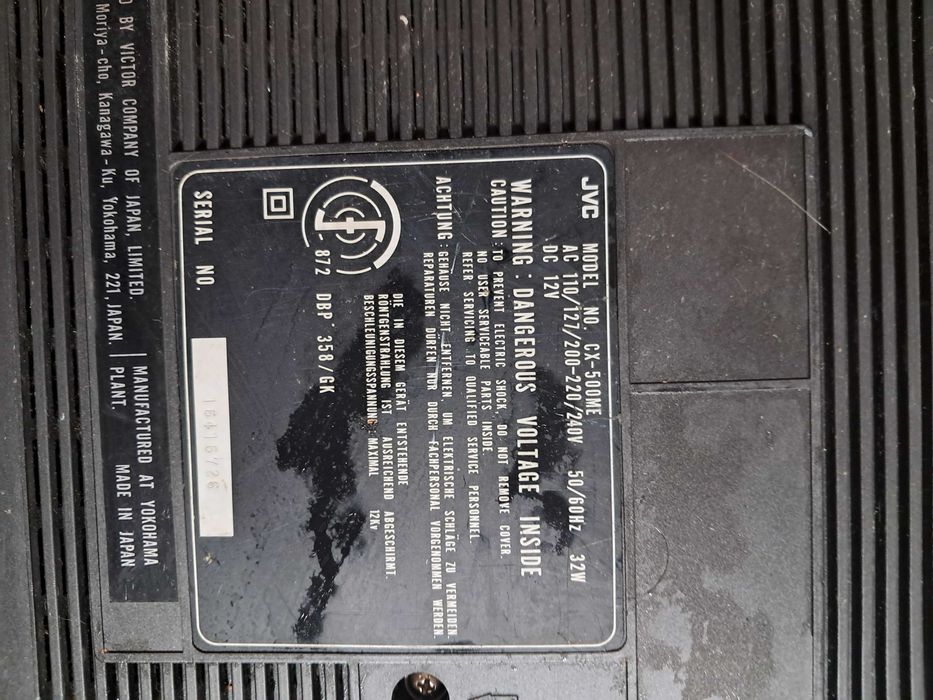 JVC MODEL NO. CX-500ME
AC 110/127/200-220/240V 50/60Hz 32W
DC 12V
WARNING : DANGEROUS VOLTAGE INSIDE
CAUTION : TO PREVENT ELECTRIC SHOCK, DO NOT REMOVE COVER.
NO USER-SERVICEABLE PARTS INSIDE.
REFER SERVICING TO QUALIFIED SERVICE PERSONNEL.
ACHTUNG : GEHÄUSE NICHT ENTFERNEN, UM ELEKTRISCHE SCHLÄGE ZU VERMEIDEN.
REPARATUREN DÜRFEN NUR DURCH FACHPERSONAL VORGENOMMEN WERDEN.
DIE IN DIESEM GERÄT ENTSTEHENDE
RÖNTGENSTRAHLUNG IST AUSREICHEND ABGESCHIRMT.
BESCHLEUNIGUNGSSPANNUNG : MAXIMAL 12Kv
872 DBP 358/GK
SERIAL NO. 16416726
BY VICTOR COMPANY OF JAPAN, LIMITED.
Moriya-cho, Kanagawa-Ku, Yokohama, 221, JAPAN
MANUFACTURED AT YOKOHAMA
PLANT. MADE IN JAPAN